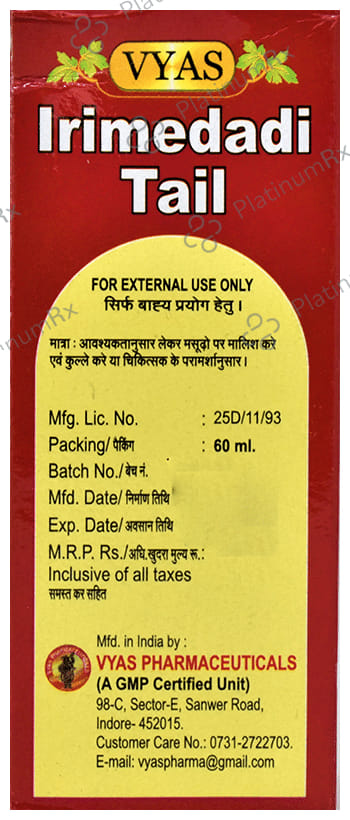 VYAS
Irimedadi
Tail
FOR EXTERNAL USE ONLY
सिर्फ बाह्य प्रयोग हेतु ।
मात्रा : आवश्यकतानुसार लेकर मसूढ़ो पर मालिश करे
एवं कुल्ले करे या चिकित्सक के परामर्शानुसार ।
Mfg. Lic. No. : 25D/11/93
Packing/ पैकिंग : 60 ml.
Batch No./ बेच नं.
Mfd. Date/ निर्माण तिथि
Exp. Date/ अवसान तिथि
M.R.P. Rs./अधि.खुदरा मुल्य रू.:
Inclusive of all taxes
समस्त कर सहित
Mfd. in India by :
VYAS PHARMACEUTICALS
(A GMP Certified Unit)
98-C, Sector-E, Sanwer Road,
Indore- 452015.
Customer Care No.: 0731-2722703.
E-mail: vyaspharma@gmail.com
PlatinumRx